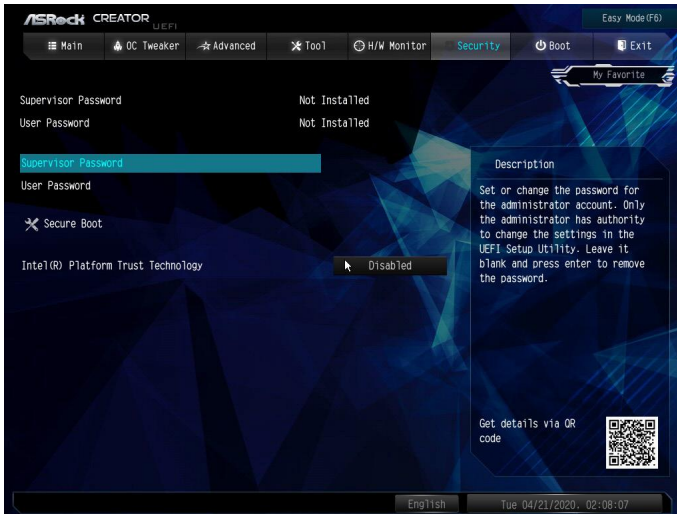 ASRock CREATOR UEFI
Easy Mode(F6)
Main OC Tweaker Advanced Tool H/W Monitor Security Boot Exit
My Favorite
Supervisor Password Not Installed
User Password Not Installed
Supervisor Password
User Password
Secure Boot
Intel(R) Platform Trust Technology Disabled
Description
Set or change the password for
the administrator account. Only
the administrator has authority
to change the settings in the
UEFI Setup Utility. Leave it
blank and press enter to remove
the password.
Get details via QR
code
English
Tue 04/21/2020, 02:08:07